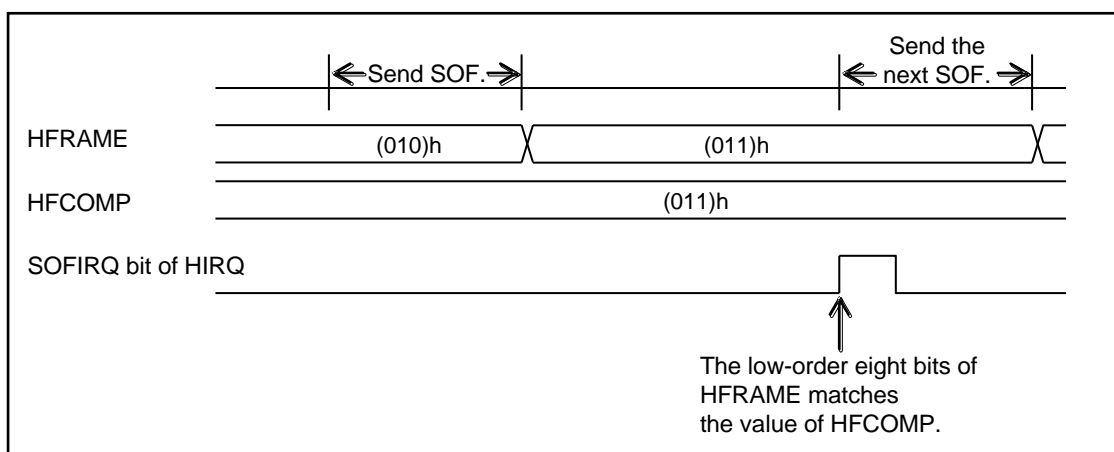 Send SOF.
Send the
next SOF.
HFRAME
(010)h
(011)h
HFCOMP
(011)h
SOFIRQ bit of HIRQ
The low-order eight bits of
HFRAME matches
the value of HFCOMP.